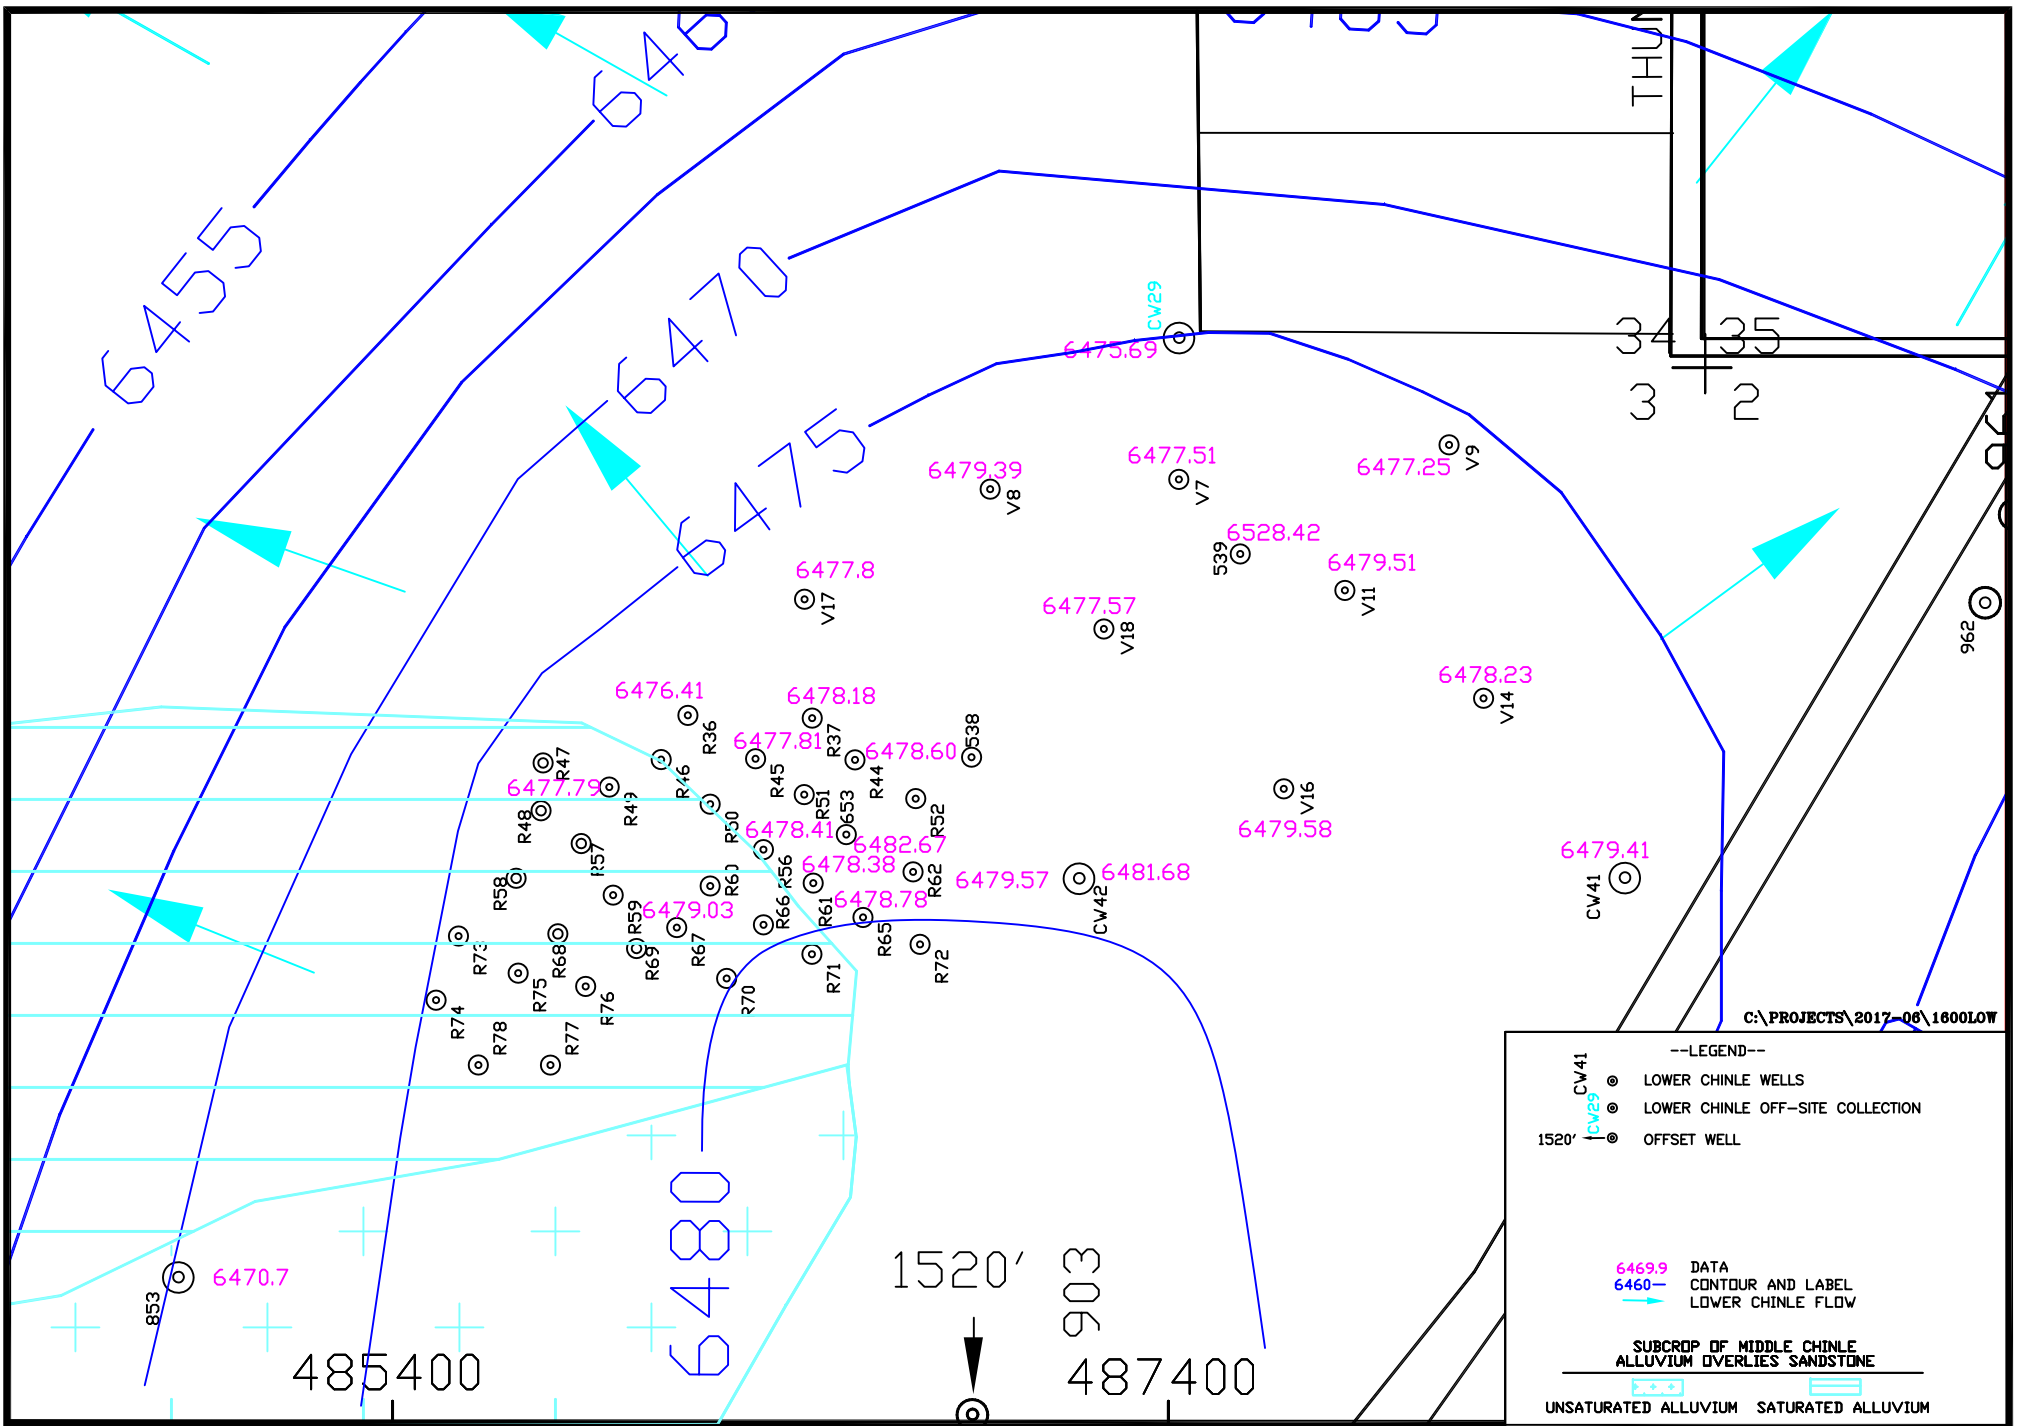 THUN
6455
6470
6475
CW29
6475.69
34 35
3 2
6479.39
V8
6477.51
V7
6477.25
V9
6528.42
539
6479.51
V11
6477.8
V17
6477.57
V18
962
6478.23
V14
6476.41
R36
6478.18
R37
6477.81
R45
6478.60
R44
538
R47
6477.79
R48
R49
R46
R50
R51
653
R52
V16
6479.58
6478.41
6482.67
R57
R56
6478.38
R62
6479.57
CW42
6481.68
6479.41
CW41
R58
R60
R61
6478.78
R59
6479.03
R66
R65
R67
R72
R73
R68
R69
R71
R75
R76
R70
R74
R78
R77
C:\PROJECTS\2017-06\1600LOW
--LEGEND--
CW41 LOWER CHINLE WELLS
CW29 LOWER CHINLE OFF-SITE COLLECTION
1520' OFFSET WELL
6469.9 DATA
6460— CONTOUR AND LABEL
LOWER CHINLE FLOW
SUBCROP OF MIDDLE CHINLE
ALLUVIUM OVERLIES SANDSTONE
UNSATURATED ALLUVIUM SATURATED ALLUVIUM
6480
1520' 903
853
6470.7
485400
487400